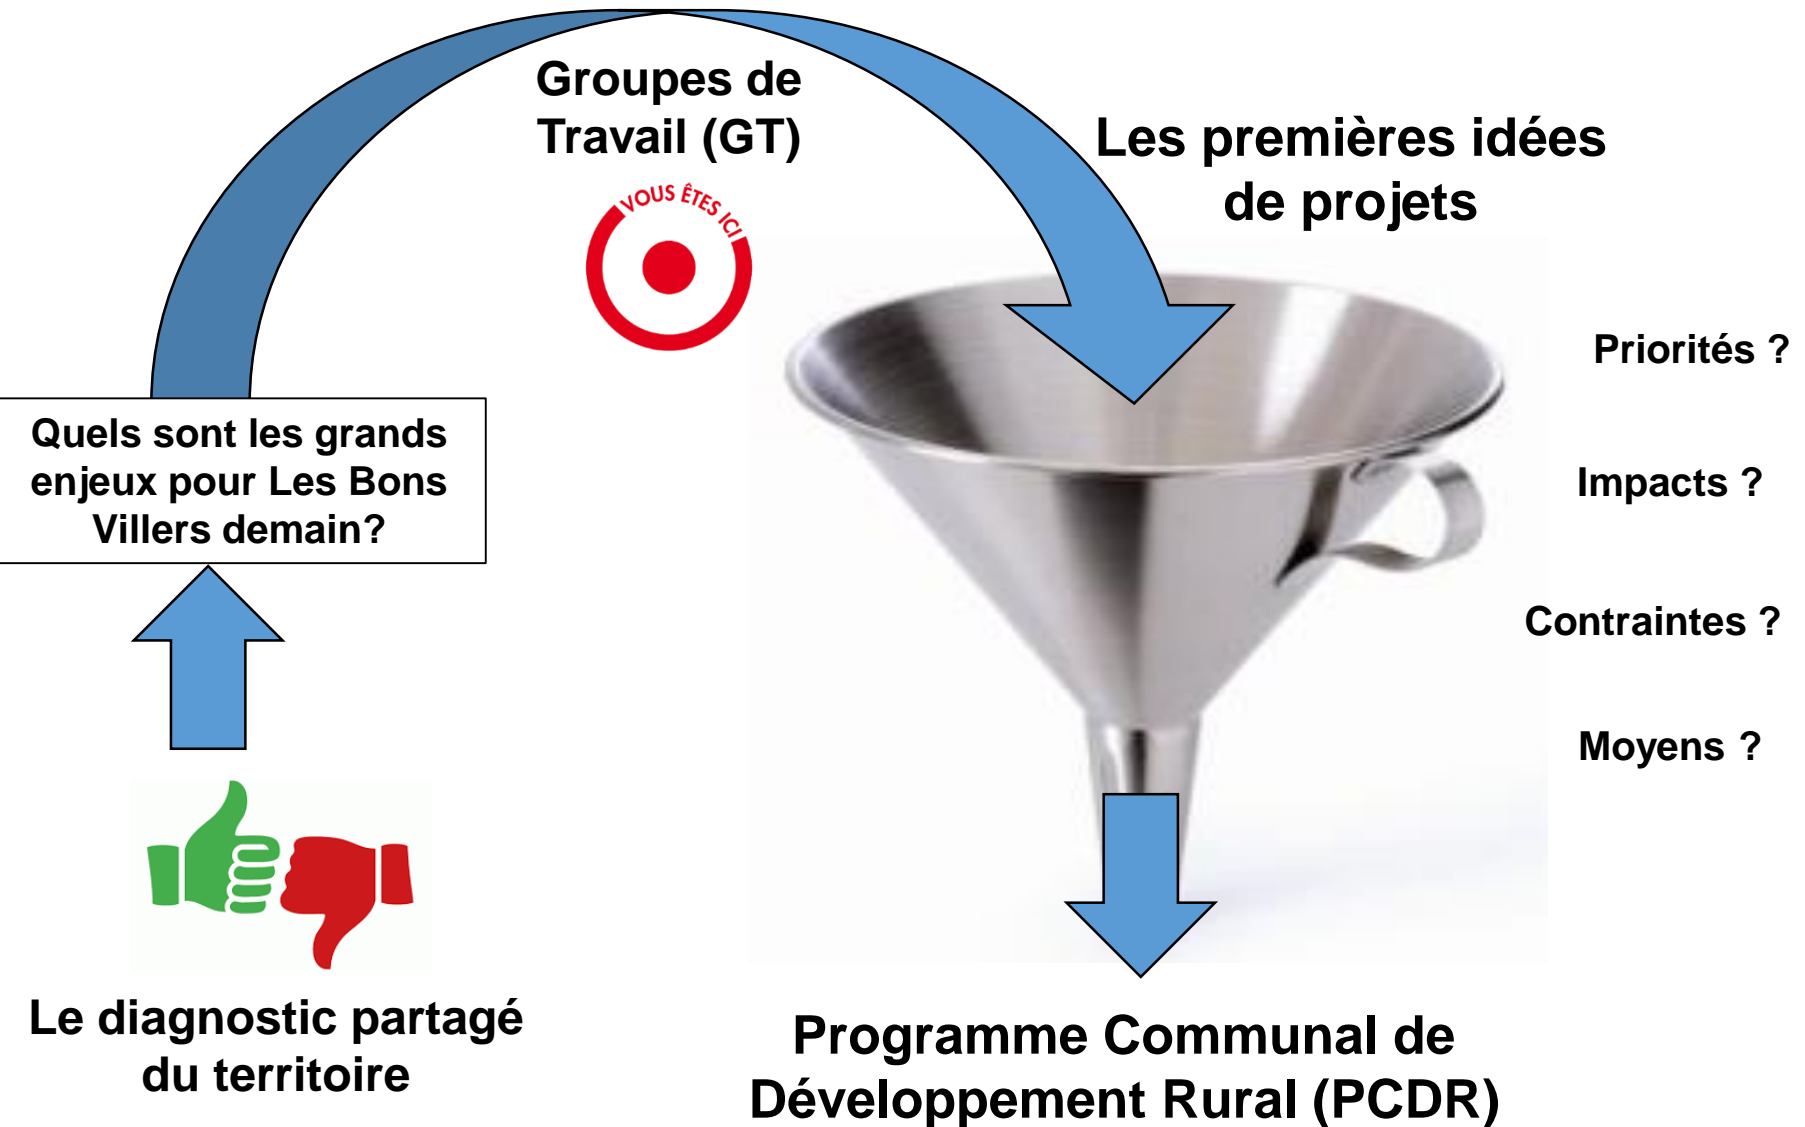 Groupes de
Travail (GT)
VOUS ÊTES ICI
Les premières idées
de projets
Priorités ?
Impacts ?
Contraintes ?
Moyens ?
Quels sont les grands
enjeux pour Les Bons
Villers demain?
Le diagnostic partagé
du territoire
Programme Communal de
Développement Rural (PCDR)